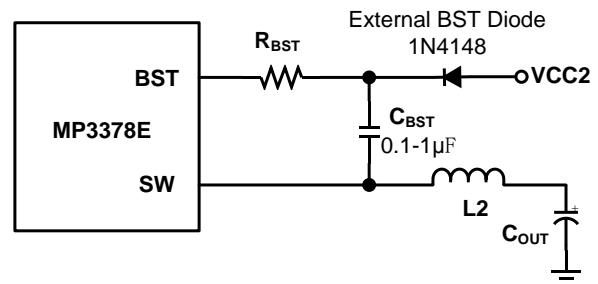 External BST Diode
1N4148
RBST
BST
VCC2
MP3378E
CBST
0.1-1µF
SW
L2
COUT
+